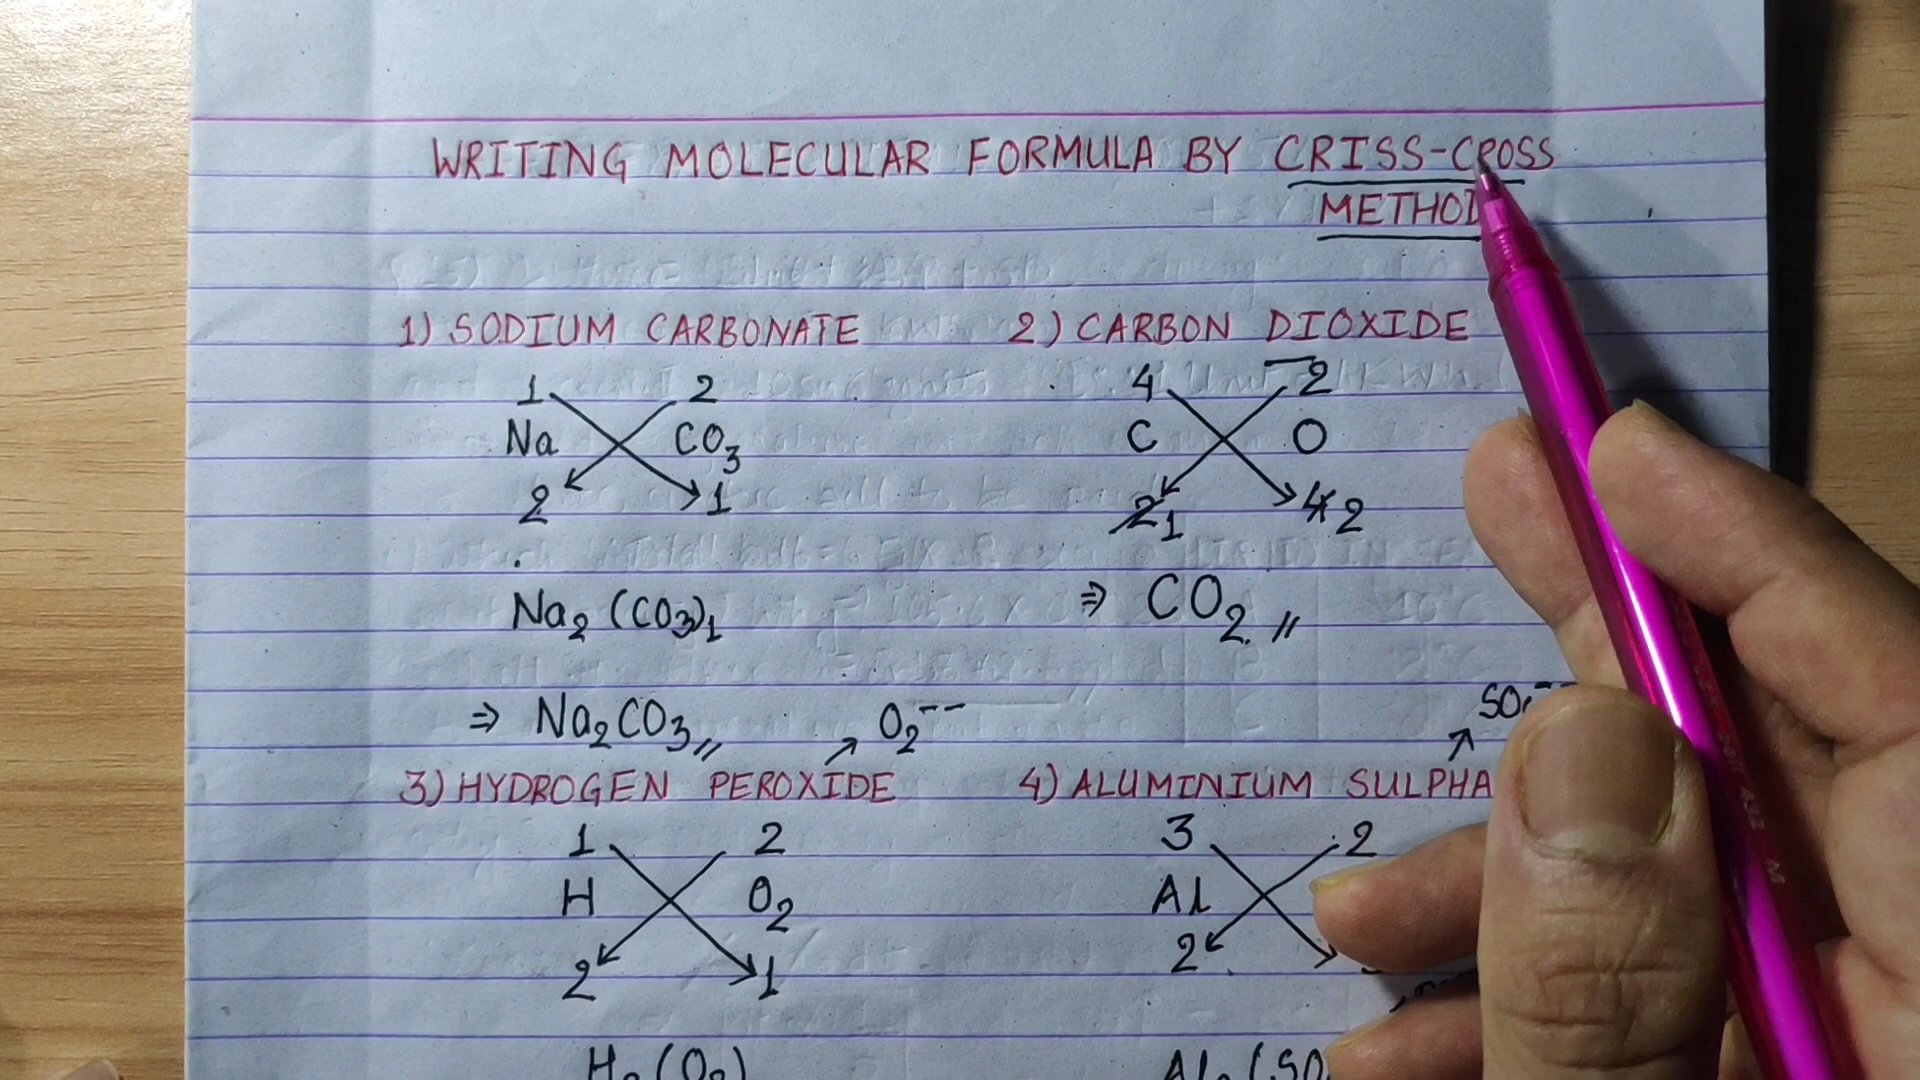 WRITING MOLECULAR FORMULA BY CRISS-CROSS
METHOD
1) SODIUM CARBONATE
1 2
Na CO3
2 1
Na2 (CO3)1
⇒ Na2CO3
2) CARBON DIOXIDE
4 2
C O
2 1 4 2
⇒ CO2
O2--
3) HYDROGEN PEROXIDE
1 2
H O2
2 1
H2(O2)
4) ALUMINIUM
3 2
Al
2